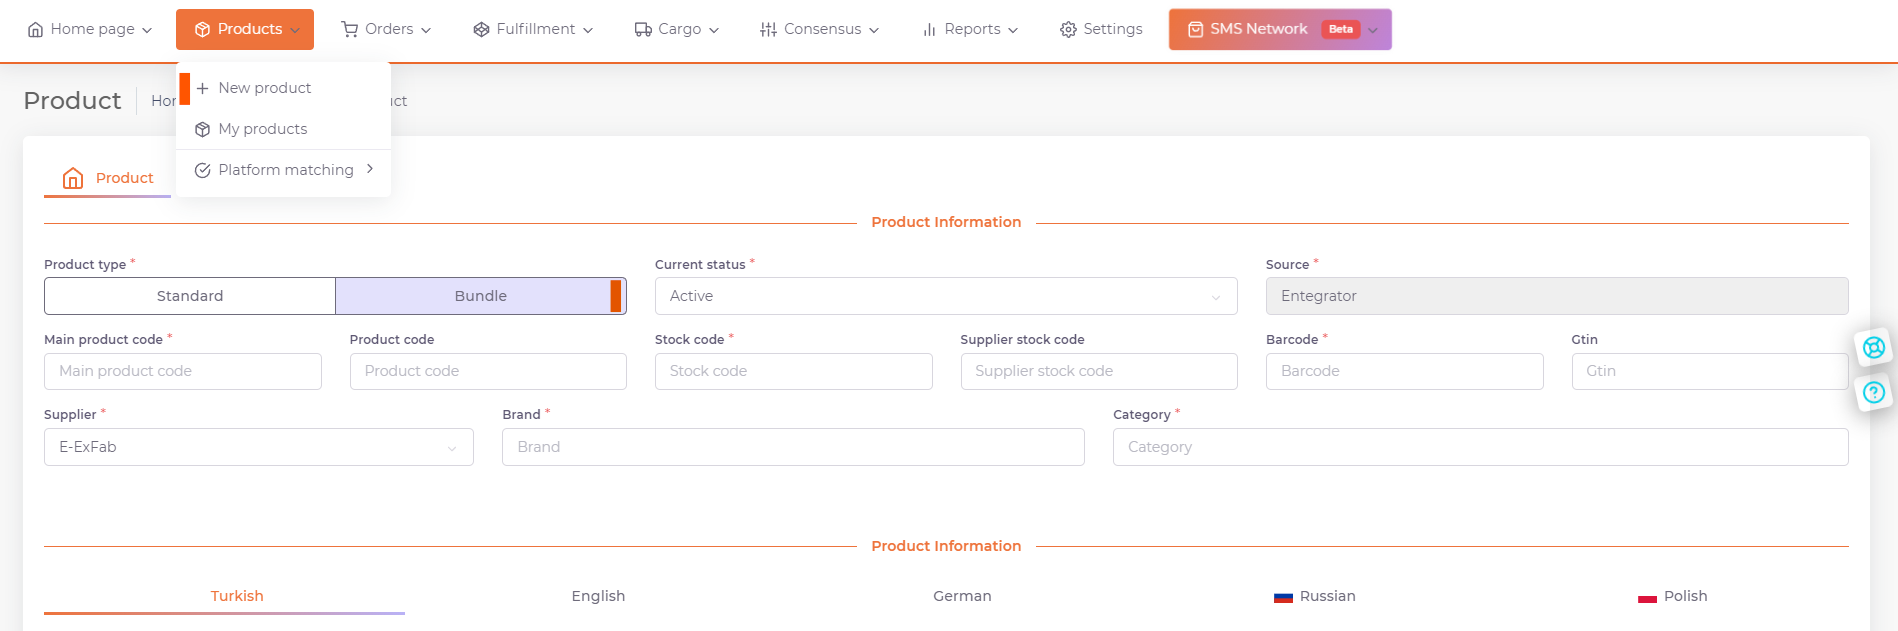 Home page Products Orders Fulfillment Cargo Consensus Reports Settings SMS Network Beta
New product
My products
Platform matching
Product Hor uct
Product
Product Information
Product type * Current status * Source *
Standard Bundle Active Entegrator
Main product code * Product code Stock code * Supplier stock code Barcode * Gtin
Main product code Product code Stock code Supplier stock code Barcode Gtin
Supplier * Brand * Category *
E-ExFab Brand Category
Product Information
Turkish English German Russian Polish